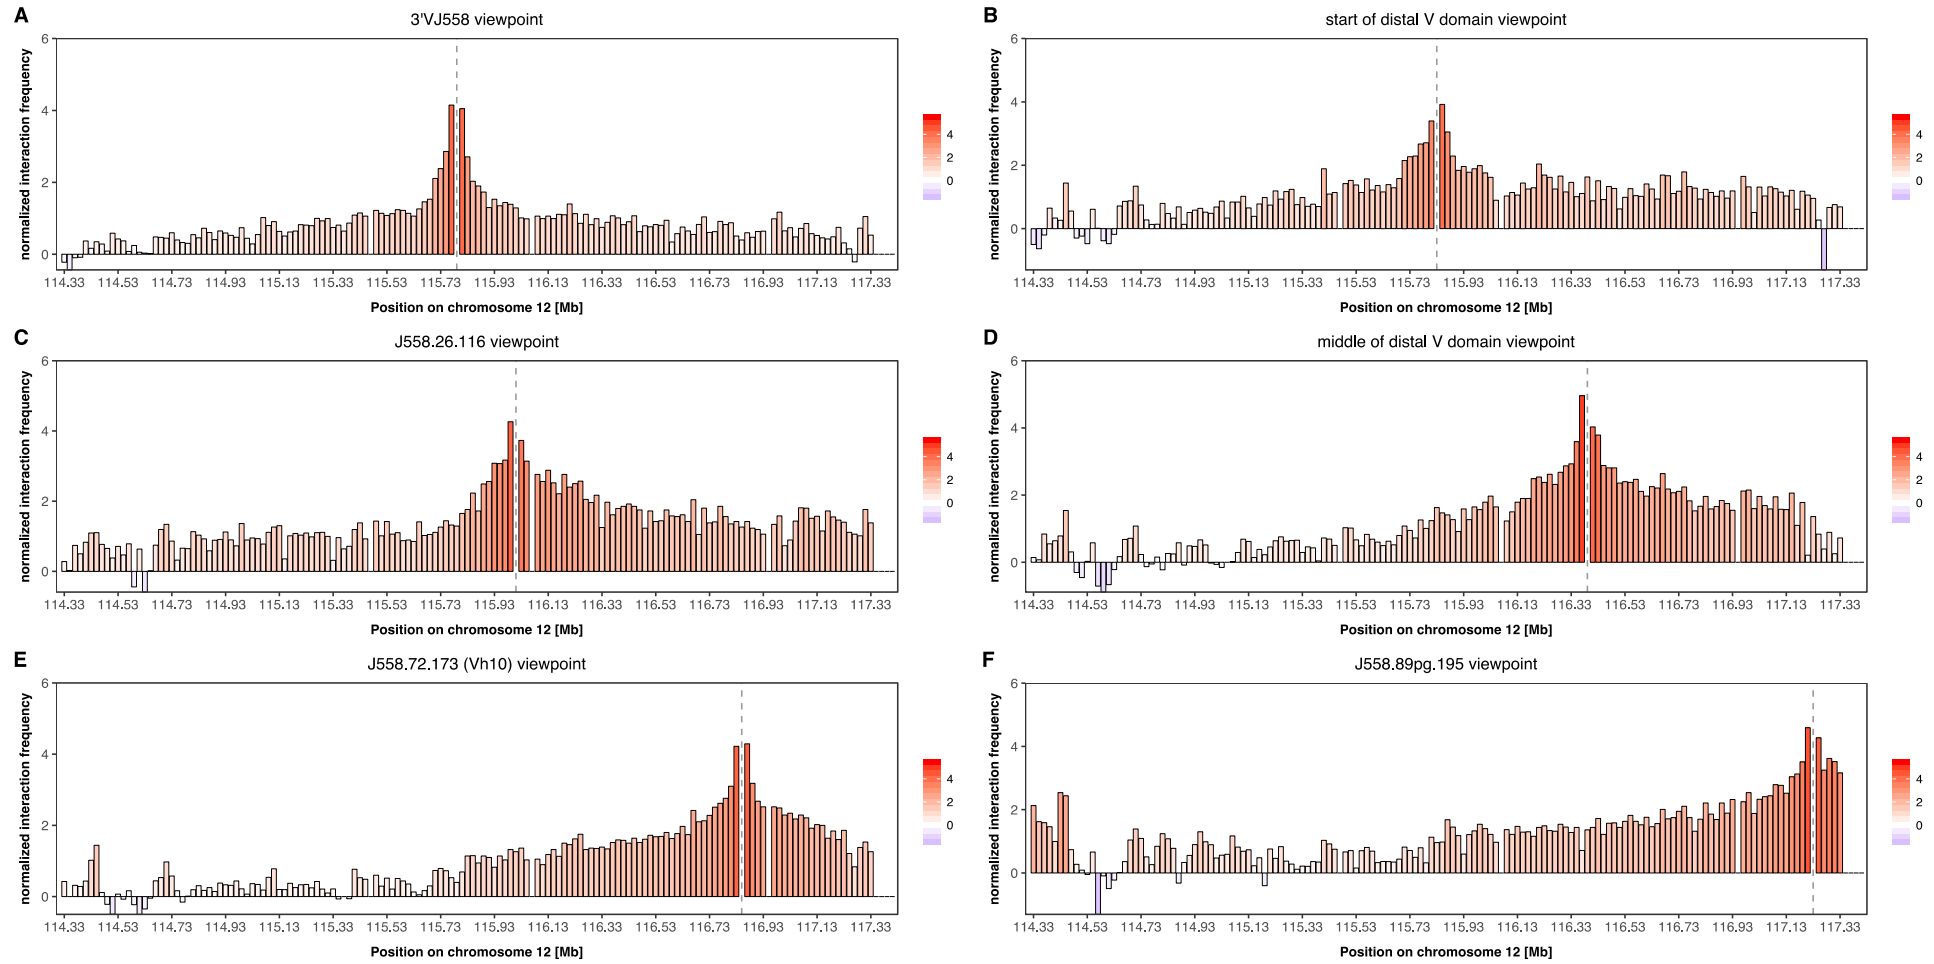 A
3'VJ558 viewpoint
normalized interaction frequency
6
4
2
0
114.33 114.53 114.73 114.93 115.13 115.33 115.53 115.73 115.93 116.13 116.33 116.53 116.73 116.93 117.13 117.33
Position on chromosome 12 [Mb]
4
2
0
B
start of distal V domain viewpoint
normalized interaction frequency
6
4
2
0
114.33 114.53 114.73 114.93 115.13 115.33 115.53 115.73 115.93 116.13 116.33 116.53 116.73 116.93 117.13 117.33
Position on chromosome 12 [Mb]
4
2
0
C
J558.26.116 viewpoint
normalized interaction frequency
6
4
2
0
114.33 114.53 114.73 114.93 115.13 115.33 115.53 115.73 115.93 116.13 116.33 116.53 116.73 116.93 117.13 117.33
Position on chromosome 12 [Mb]
4
2
0
D
middle of distal V domain viewpoint
normalized interaction frequency
6
4
2
0
114.33 114.53 114.73 114.93 115.13 115.33 115.53 115.73 115.93 116.13 116.33 116.53 116.73 116.93 117.13 117.33
Position on chromosome 12 [Mb]
4
2
0
E
J558.72.173 (Vh10) viewpoint
normalized interaction frequency
6
4
2
0
114.33 114.53 114.73 114.93 115.13 115.33 115.53 115.73 115.93 116.13 116.33 116.53 116.73 116.93 117.13 117.33
Position on chromosome 12 [Mb]
4
2
0
F
J558.89pg.195 viewpoint
normalized interaction frequency
6
4
2
0
114.33 114.53 114.73 114.93 115.13 115.33 115.53 115.73 115.93 116.13 116.33 116.53 116.73 116.93 117.13 117.33
Position on chromosome 12 [Mb]
4
2
0